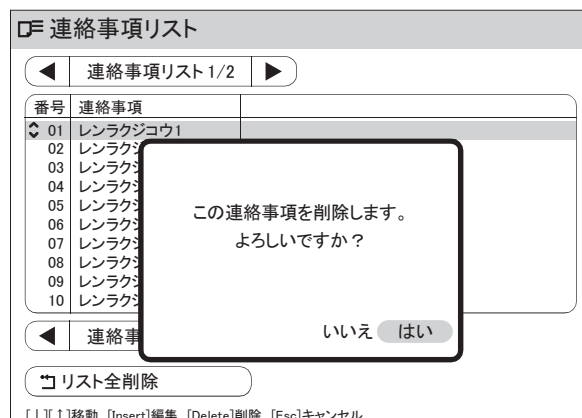 連絡事項リスト
連絡事項リスト 1/2
番号 連絡事項
01 レンラクジコウ1
02 レンラクジ
03 レンラクジ
04 レンラクジ
05 レンラクジ
06 レンラクジ
07 レンラクジ
08 レンラクジ
09 レンラクジ
10 レンラクジ
この連絡事項を削除します。
よろしいですか？
いいえ はい
連絡事
リスト全削除
[↓][↑]移動 [Insert]編集 [Delete]削除 [Esc]キャンセル